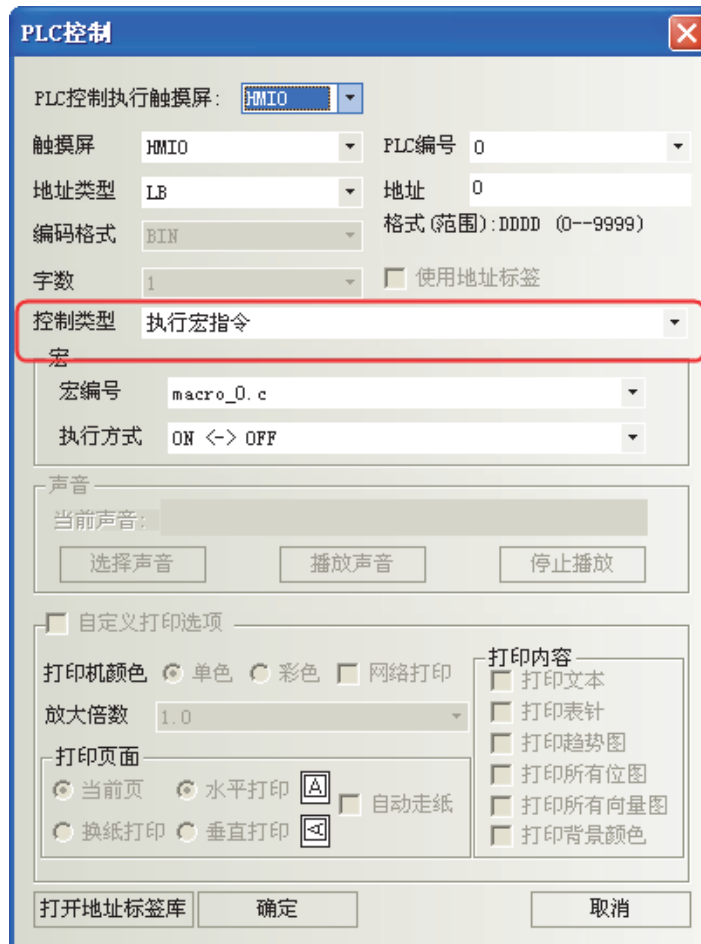 PLC控制
PLC控制执行触摸屏: HMI0
触摸屏 HMI0 PLC编号 0
地址类型 LB 地址 0
编码格式 BIN 格式(范围):DDDD (0--9999)
字数 1 使用地址标签
控制类型 执行宏指令
宏
宏编号 macro_0.c
执行方式 ON <-> OFF
声音
当前声音:
选择声音 播放声音 停止播放
自定义打印选项
打印机颜色 单色 彩色 网络打印
放大倍数 1.0
打印页面
当前页 水平打印 A 自动走纸
换纸打印 垂直打印 A
打印内容
打印文本
打印表针
打印趋势图
打印所有位图
打印所有向量图
打印背景颜色
打开地址标签库 确定 取消